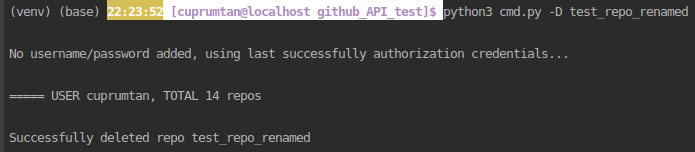 (venv) (base) 22:23:52 [cuprumtan@localhost github_API_test]$ python3 cmd.py -D test_repo_renamed
No username/password added, using last successfully authorization credentials...
===== USER cuprumtan, TOTAL 14 repos
Successfully deleted repo test_repo_renamed